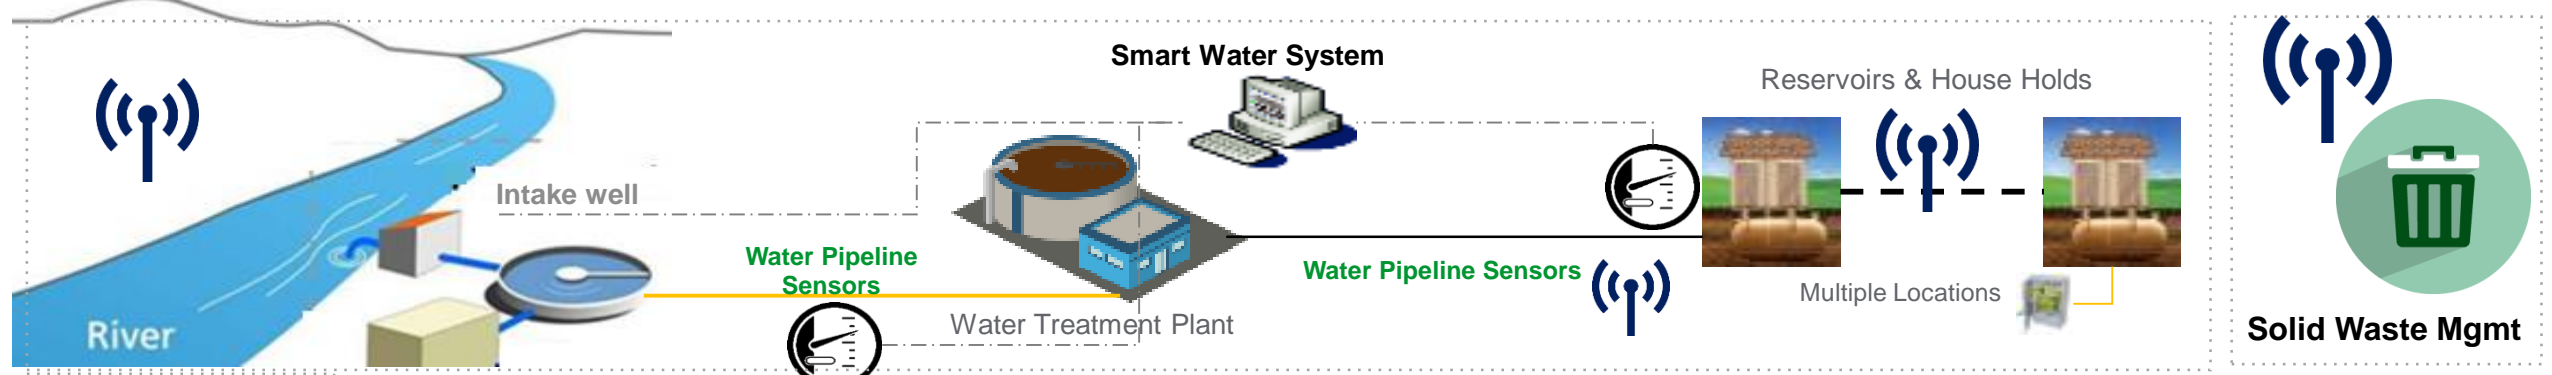 Smart Water System
Reservoirs & House Holds
Intake well
Water Pipeline
Sensors
Water Pipeline Sensors
Multiple Locations
River
Water Treatment Plant
Solid Waste Mgmt